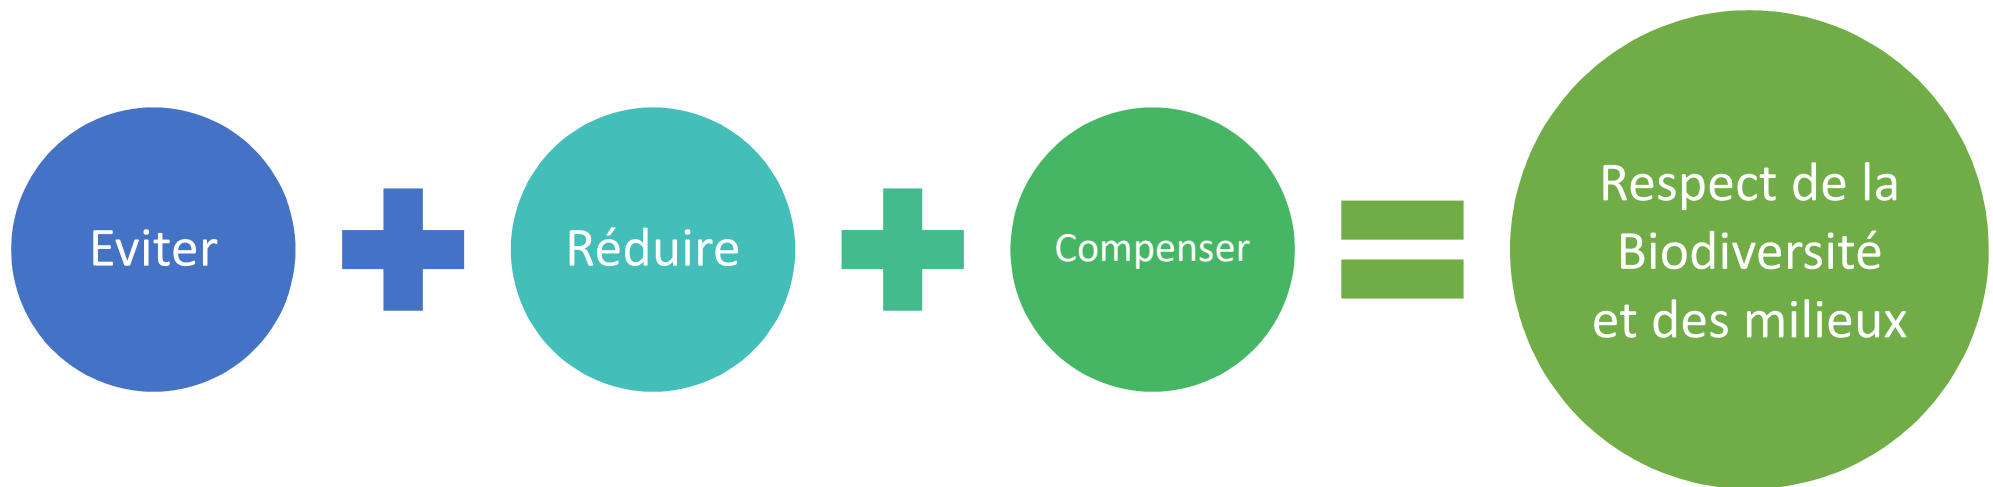 Eviter
Réduire
Compenser
Respect de la
Biodiversité
et des milieux